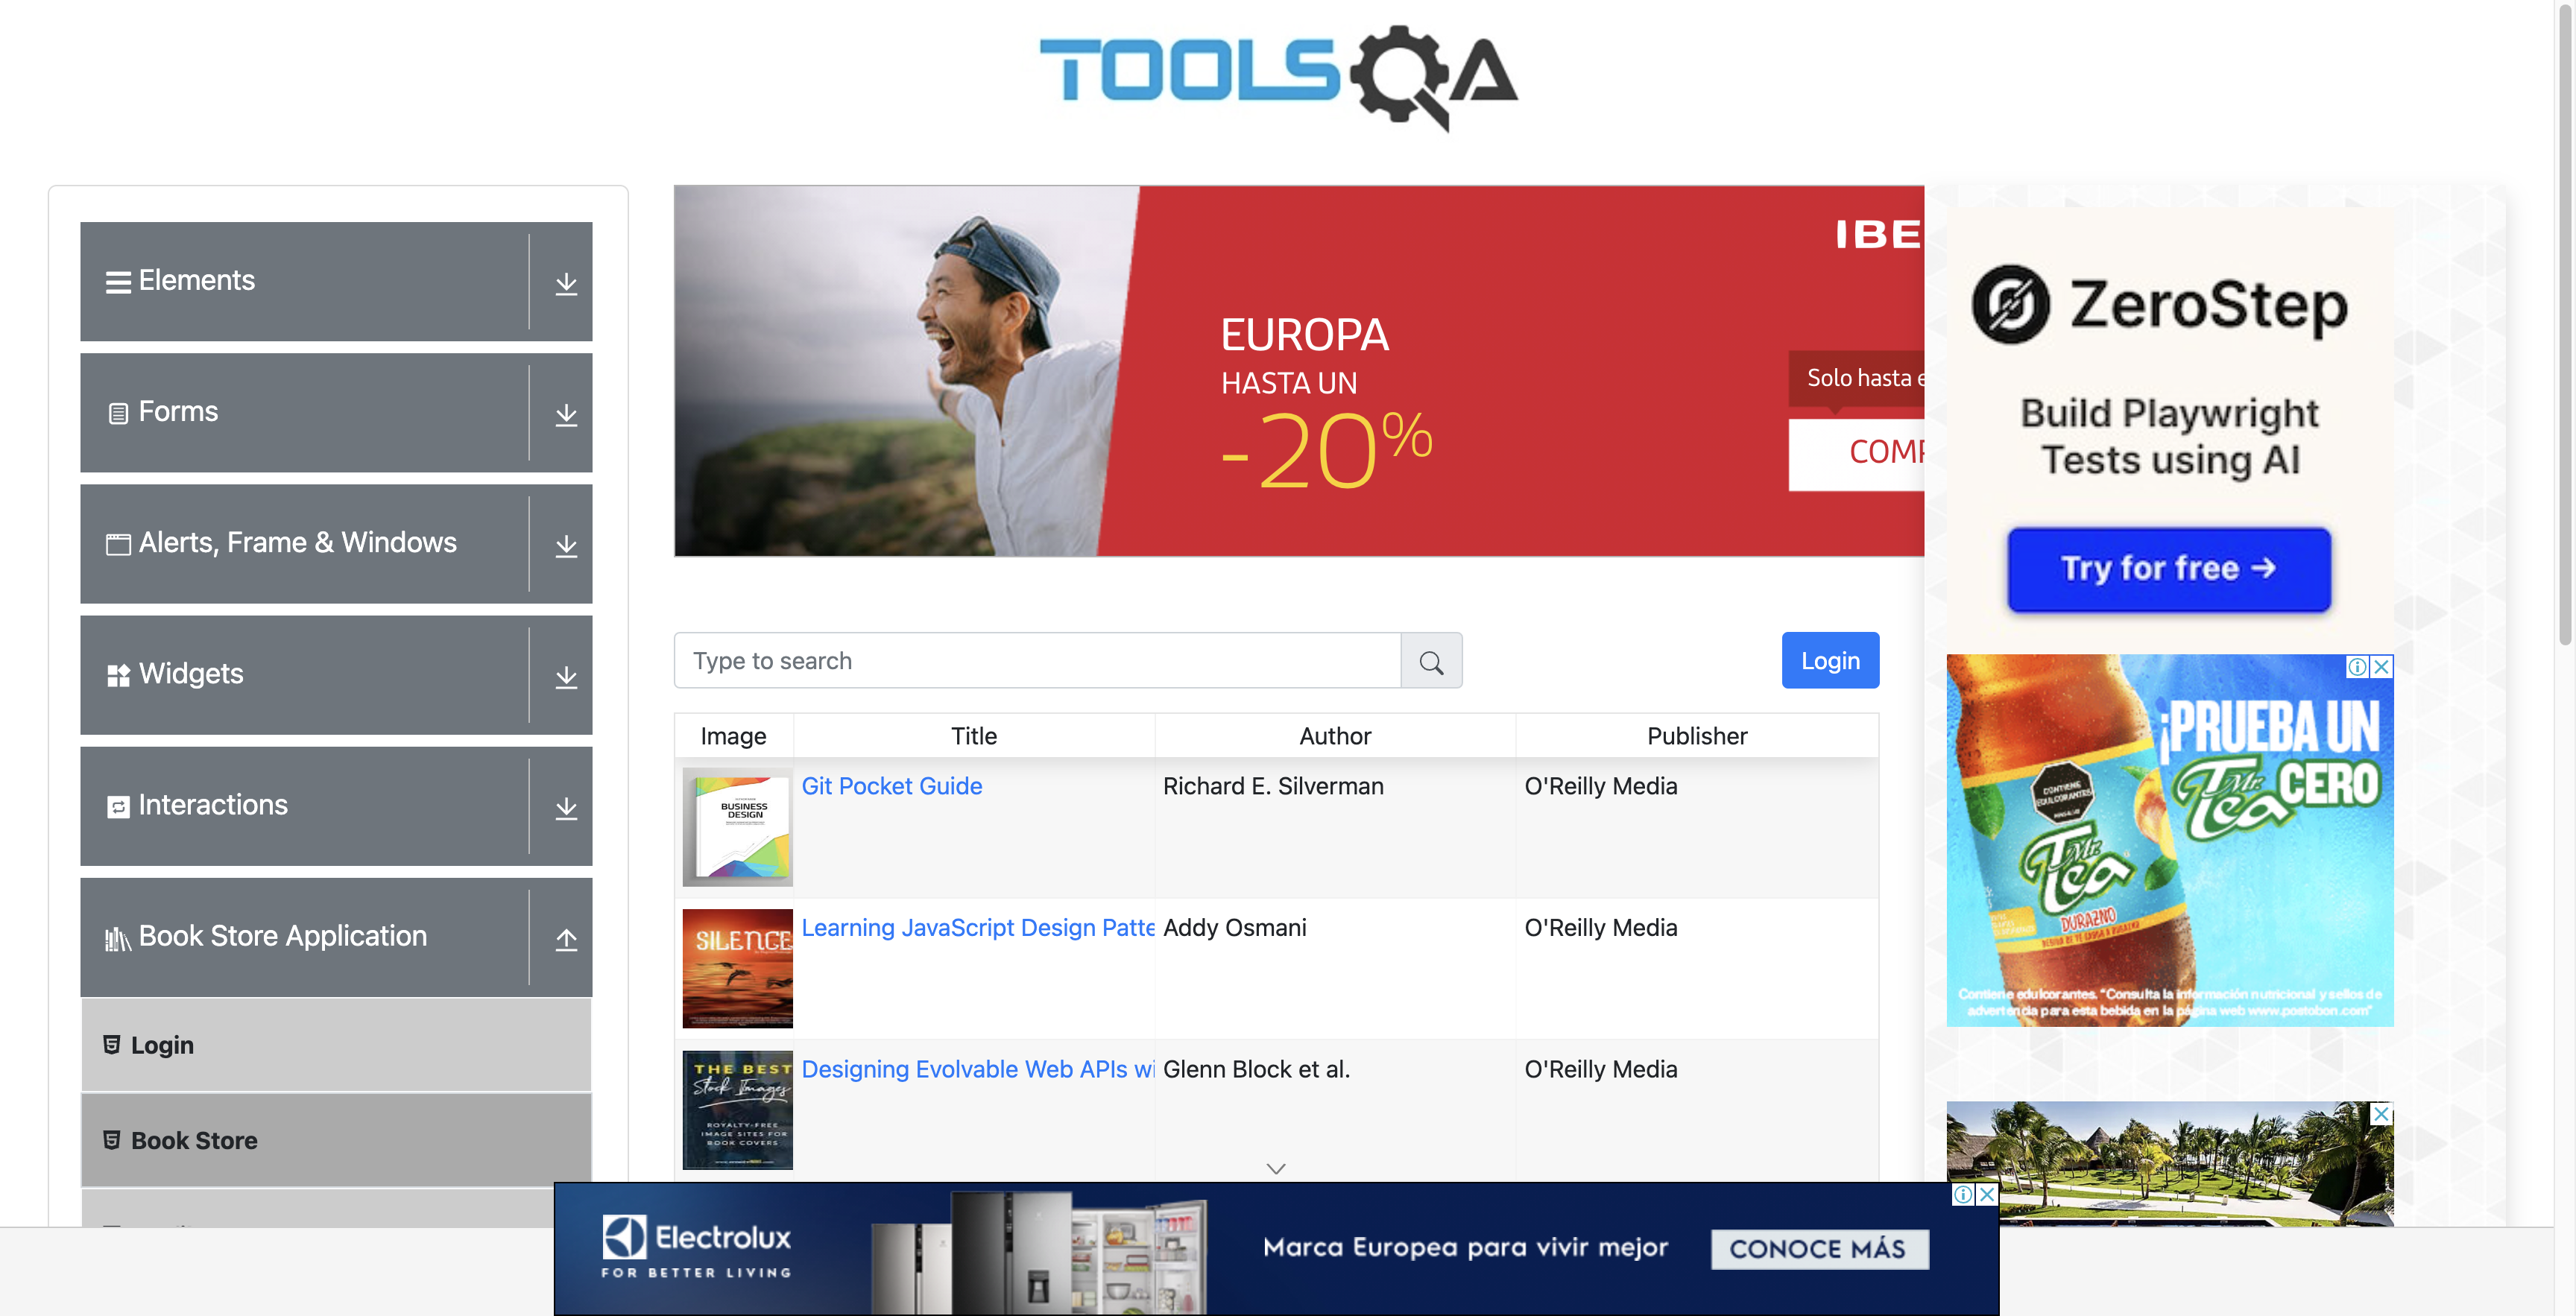 TOOLSQA
Elements
Forms
Alerts, Frame & Windows
Widgets
Interactions
Book Store Application
Login
Book Store
IBE
EUROPA
HASTA UN
-20%
Solo hasta e
COMP
Type to search
Login
Image Title Author Publisher
BUSINESS
DESIGN
Git Pocket Guide Richard E. Silverman O'Reilly Media
SILENCE
Learning JavaScript Design Patte Addy Osmani O'Reilly Media
THE BEST
Stock Images
ROYALTY-FREE
IMAGE SITES FOR
BOOK COVERS
Designing Evolvable Web APIs wi Glenn Block et al. O'Reilly Media
ZeroStep
Build Playwright
Tests using AI
Try for free →
¡PRUEBA UN
Mr. Tea CERO
CONTIENE
EDULCORANTES
Mr. Tea
DURAZNO
Contiene edulcorantes. "Consulta la información nutricional y sellos de
advertencia para esta bebida en la página web www.postobon.com"
Electrolux
FOR BETTER LIVING
Marca Europea para vivir mejor
CONOCE MÁS